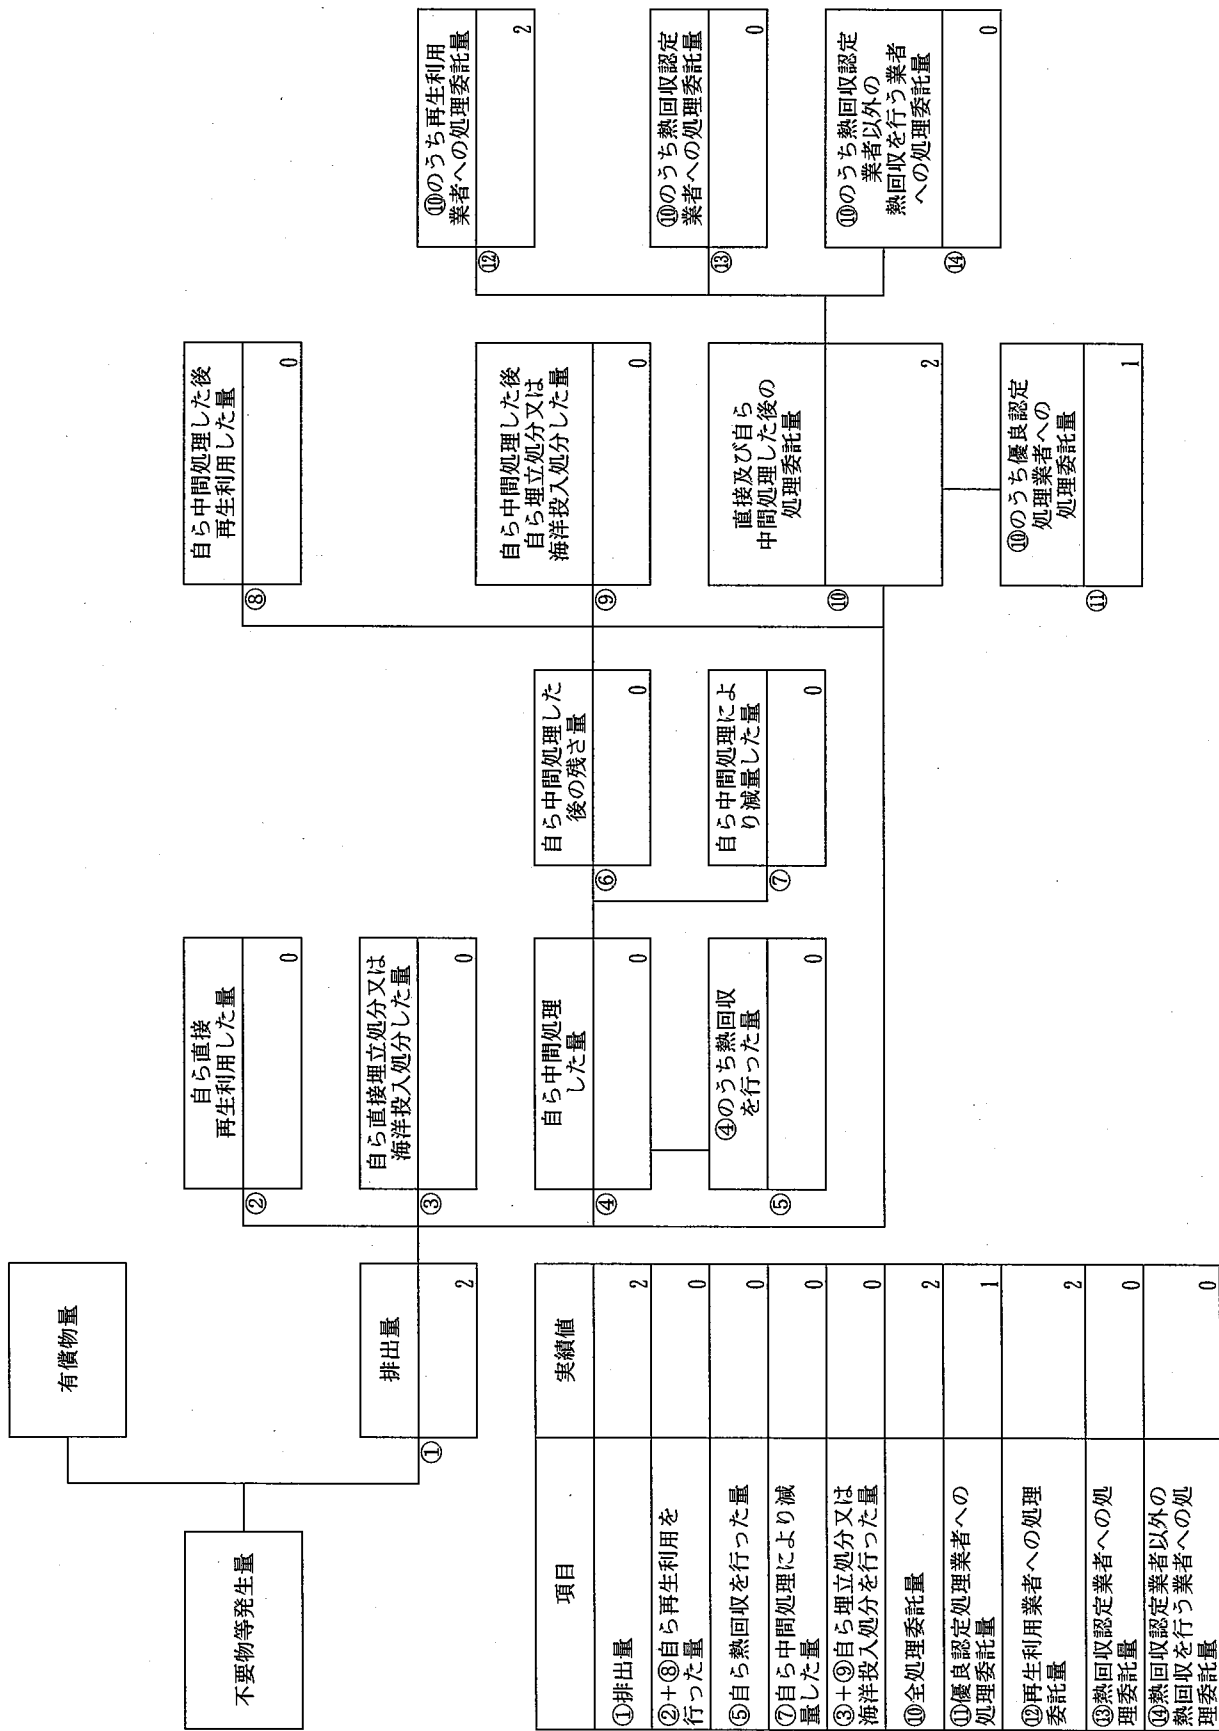 不要物等発生量
有償物量
排出量
①
2
自ら直接
再生利用した量
②
0
自ら直接埋立処分又は
海洋投入処分した量
③
0
自ら中間処理
した量
④
0
④のうち熱回収
を行った量
⑤
0
自ら中間処理した
後の残さ量
⑥
0
自ら中間処理によ
り減量した量
⑦
0
自ら中間処理した後
再生利用した量
⑧
0
自ら中間処理した後
自ら埋立処分又は
海洋投入処分した量
⑨
0
直接及び自ら
中間処理した後の
処理委託量
⑩
2
⑩のうち優良認定
処理業者への
処理委託量
⑪
1
⑩のうち再生利用
業者への処理委託量
⑫
2
⑩のうち熱回収認定
業者への処理委託量
⑬
0
⑩のうち熱回収認定
業者以外の
熱回収を行う業者
への処理委託量
⑭
0
項目 実績値
①排出量 2
②+⑧自ら再生利用を
行った量 0
⑤自ら熱回収を行った量 0
⑦自ら中間処理により減
量した量 0
③+⑨自ら埋立処分又は
海洋投入処分を行った量 0
⑩全処理委託量 2
⑪優良認定処理業者への
処理委託量 1
⑫再生利用業者への処理
委託量 2
⑬熱回収認定業者への処
理委託量 0
⑭熱回収認定業者以外の
熱回収を行う業者への処
理委託量 0